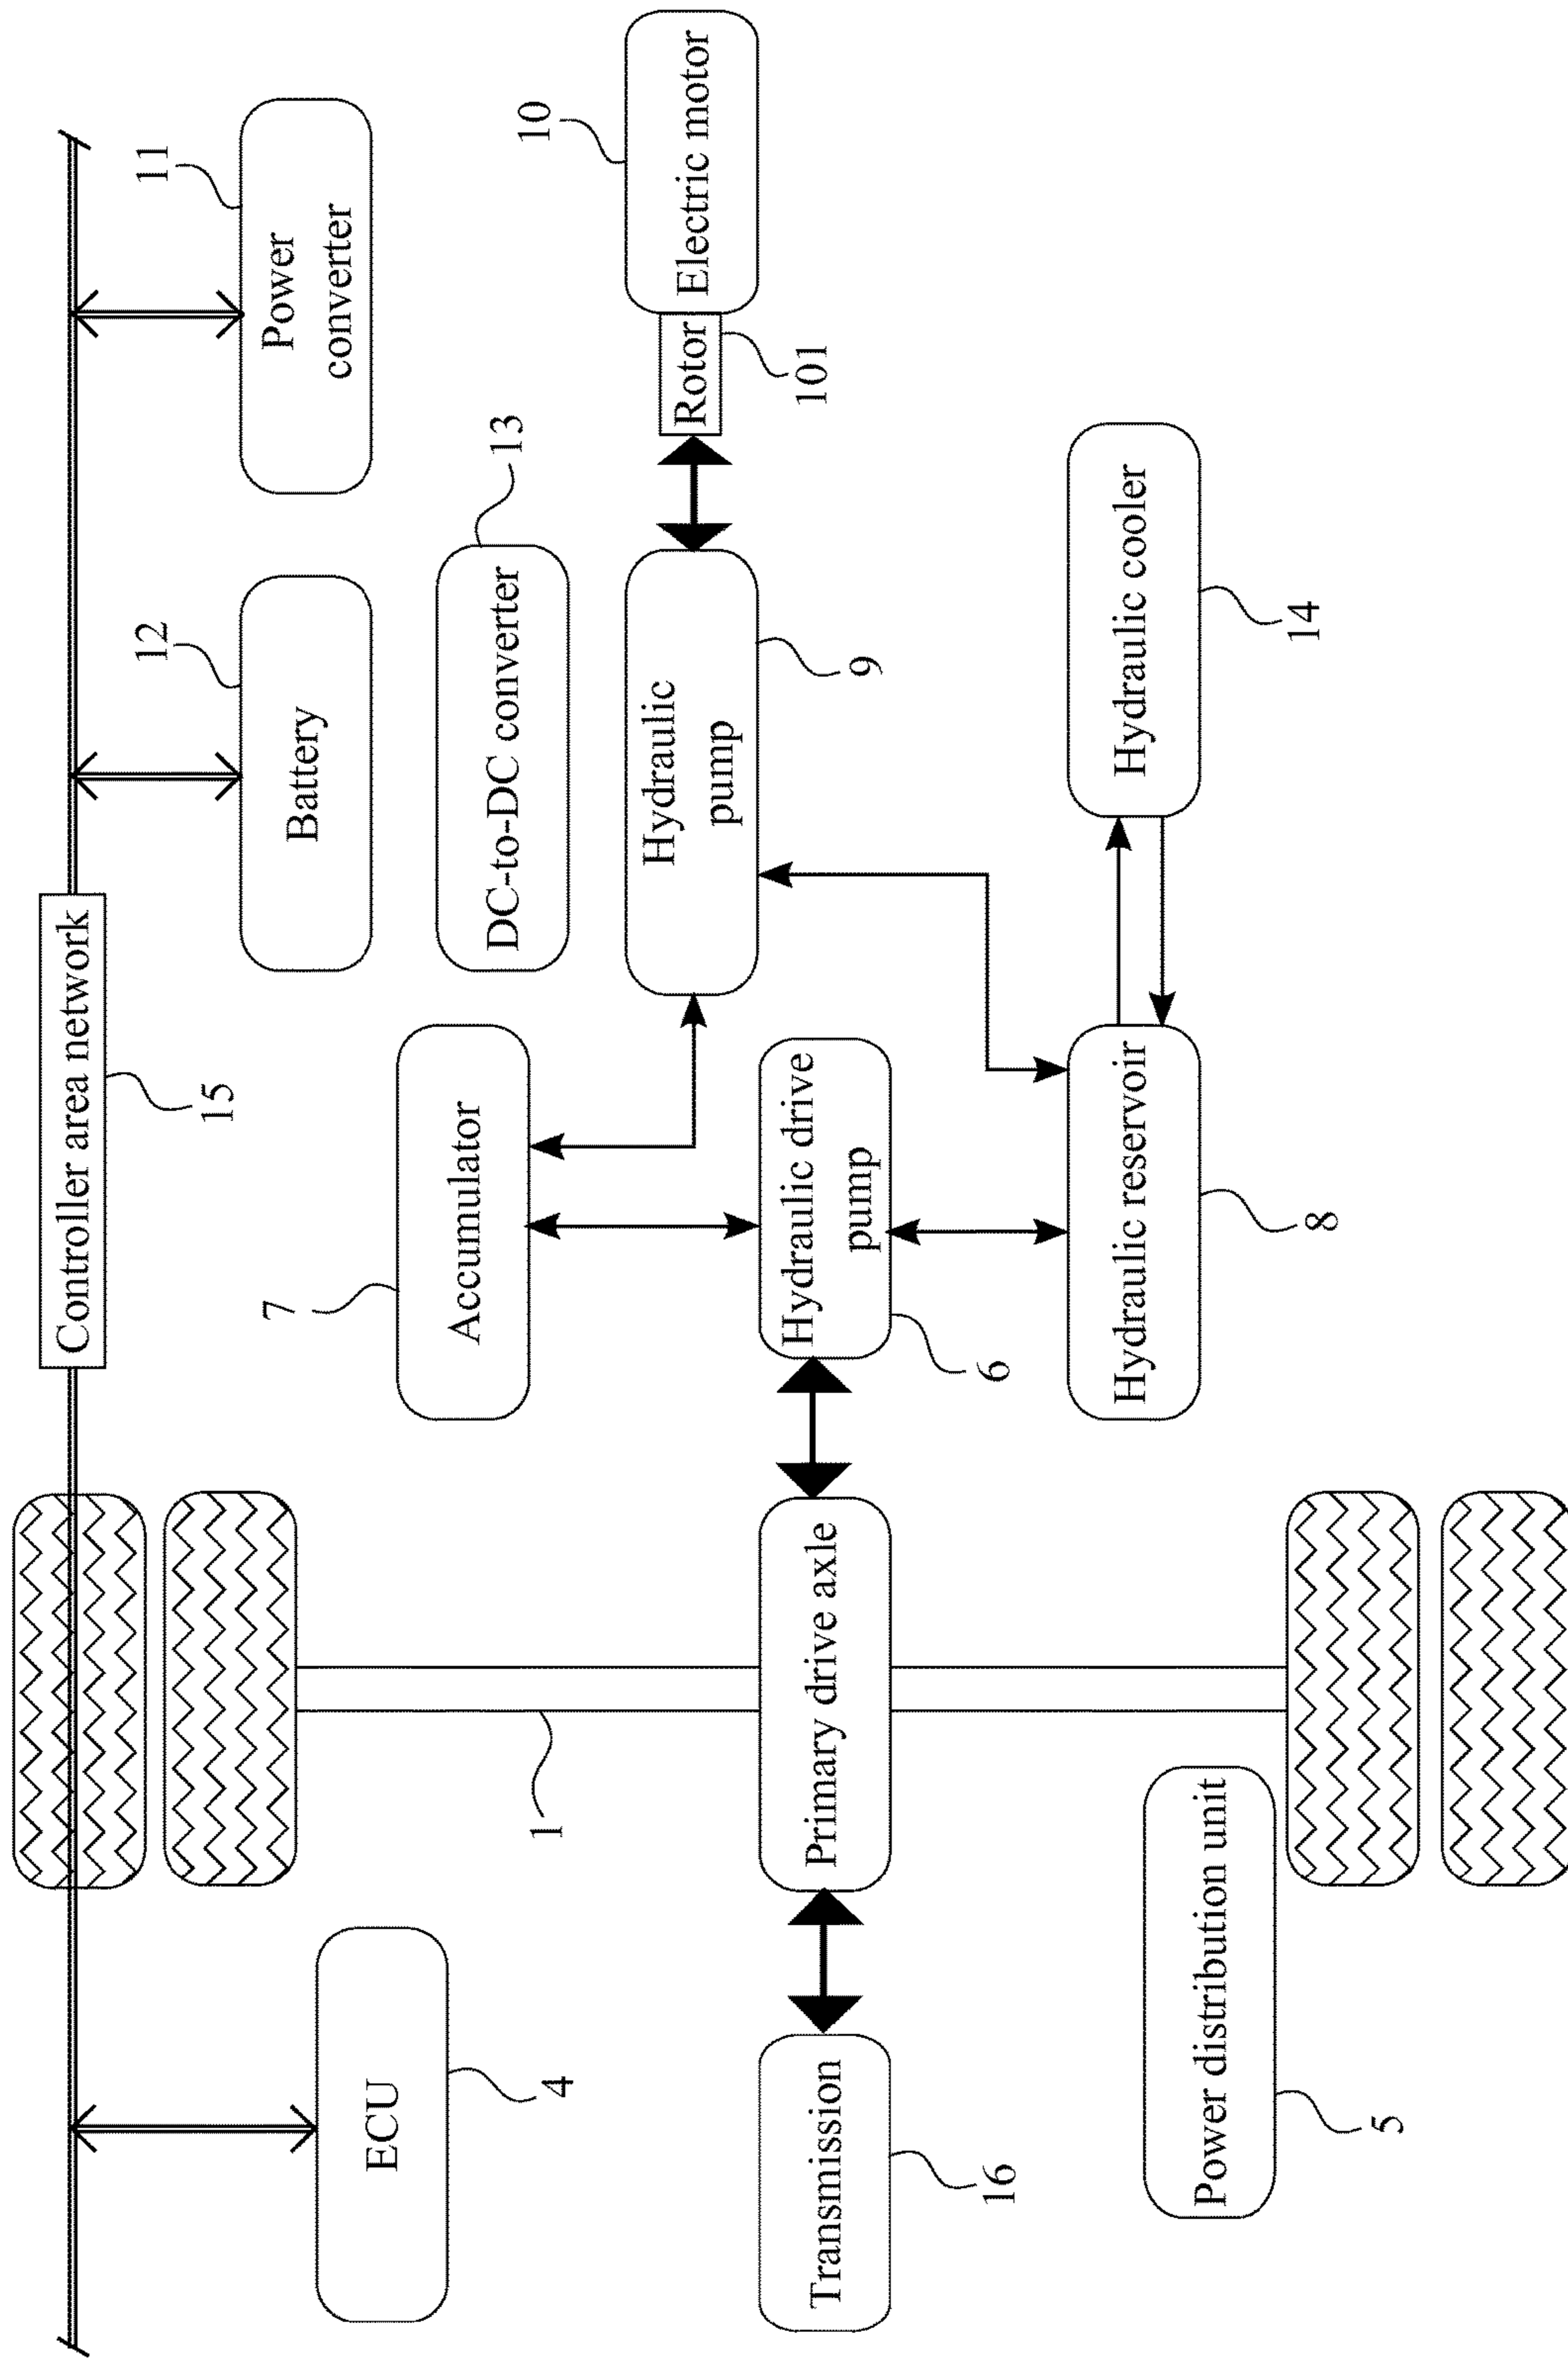 Controller area network
15
12
11
Battery
Power
converter
ECU
4
7
Accumulator
DC-to-DC converter
13
1
10
Hydraulic
pump
9
Rotor
101
Electric motor
Transmission
16
Primary drive axle
Hydraulic drive
pump
6
Power distribution unit
5
Hydraulic reservoir
8
Hydraulic cooler
14